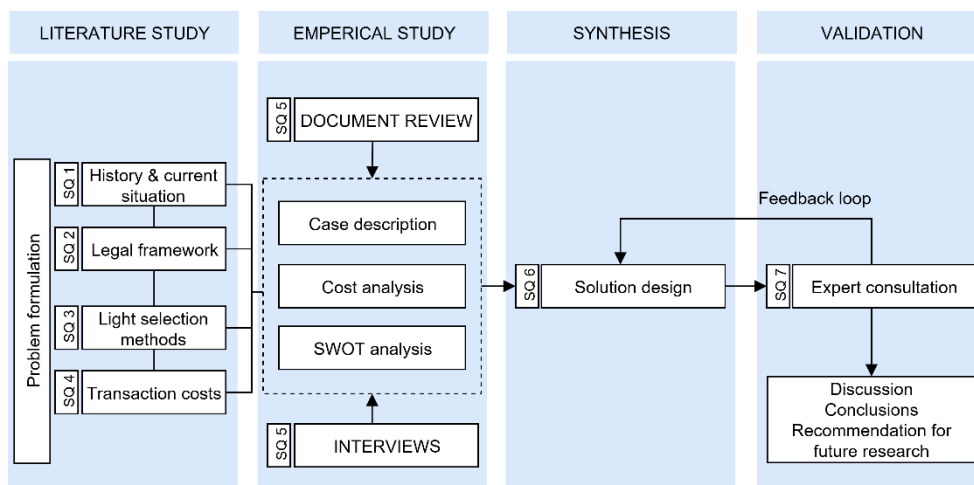 LITERATURE STUDY
EMPERICAL STUDY
SYNTHESIS
VALIDATION
Problem formulation
SQ 1
History & current
situation
SQ 2
Legal framework
SQ 3
Light selection
methods
SQ 4
Transaction costs
SQ 5
DOCUMENT REVIEW
Case description
Cost analysis
SWOT analysis
SQ 5
INTERVIEWS
SQ 6
Solution design
Feedback loop
SQ 7
Expert consultation
Discussion
Conclusions
Recommendation for
future research